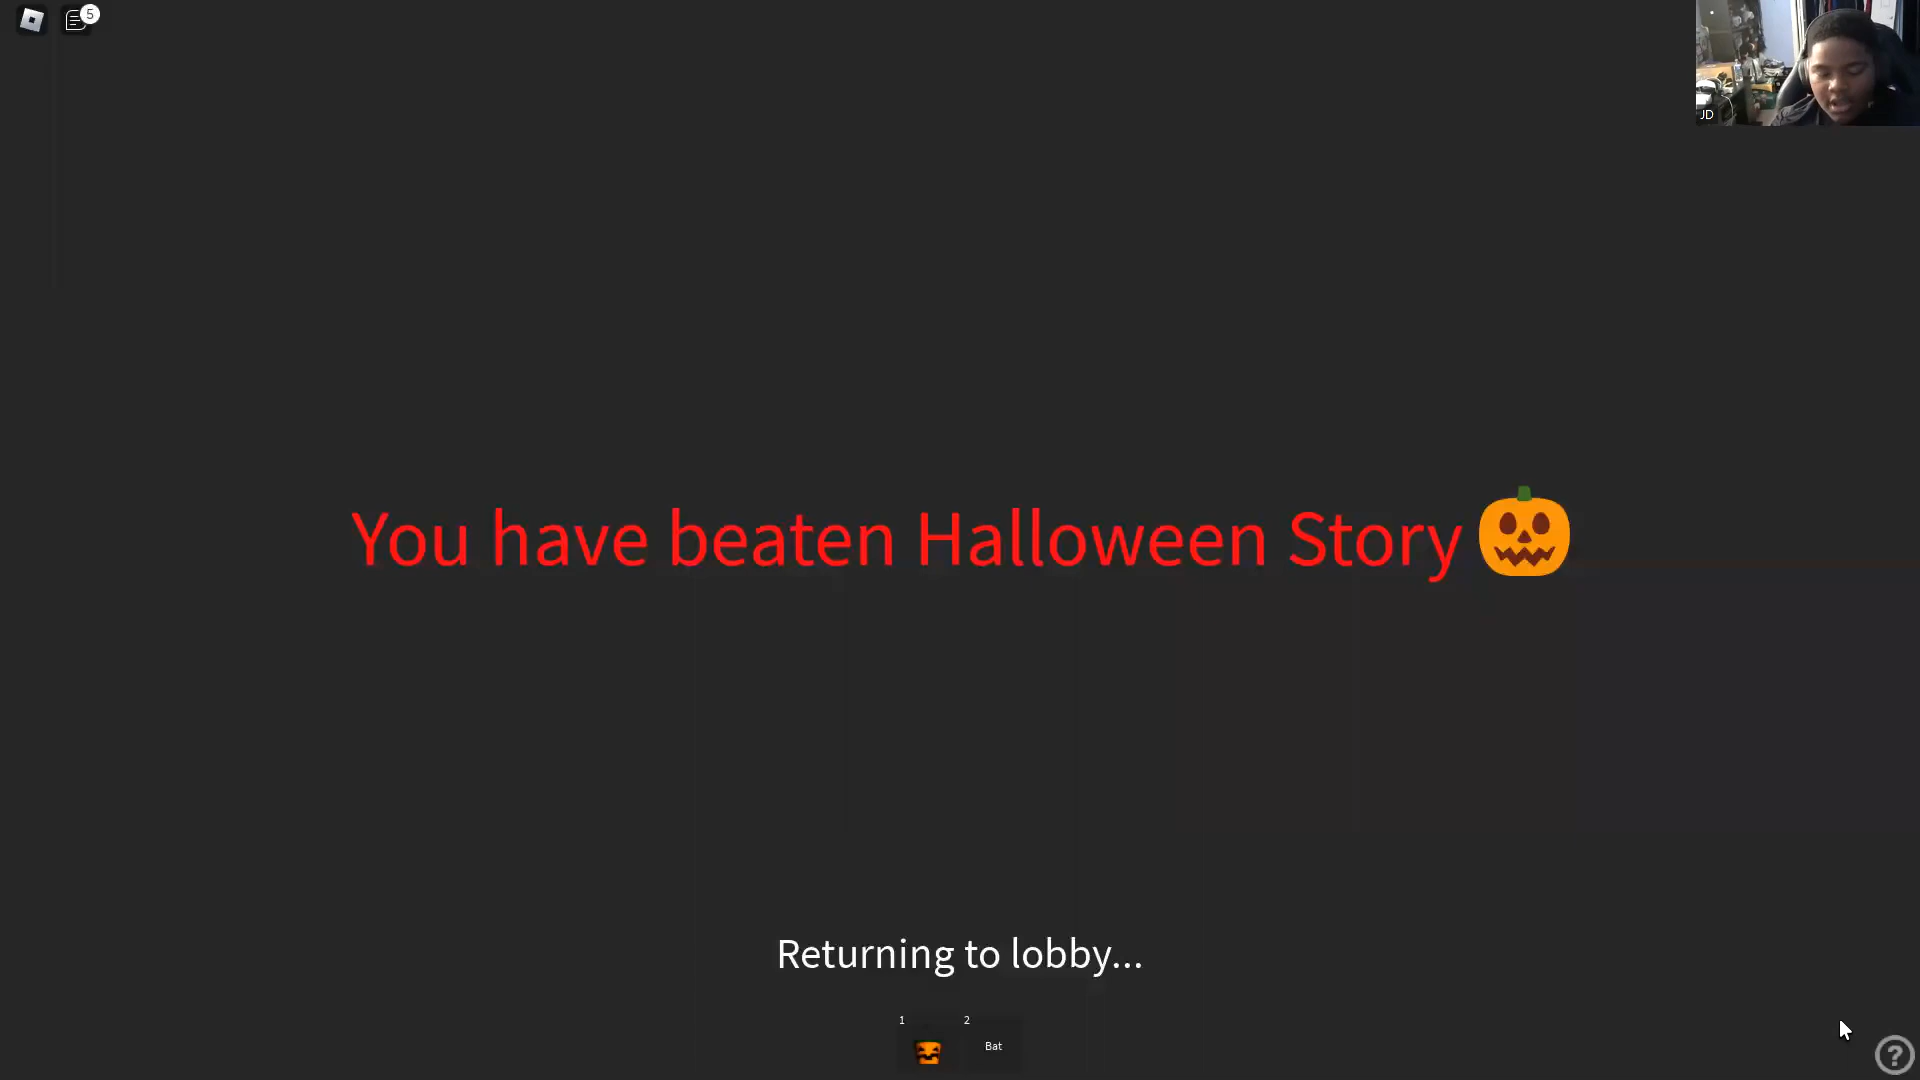 5
JD
You have beaten Halloween Story🎃
Returning to lobby...
1
2
Bat
?